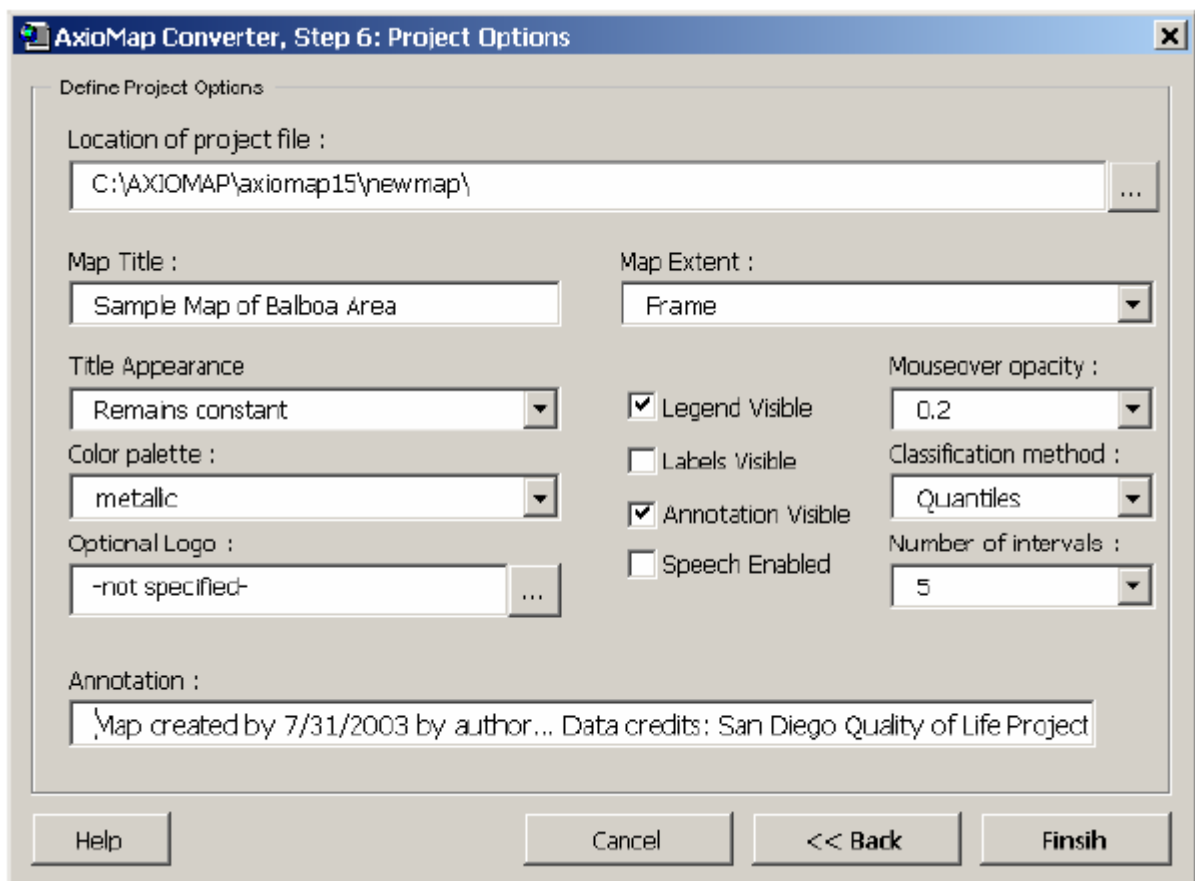 AxioMap Converter, Step 6: Project Options
Define Project Options
Location of project file :
C:\AXIOMAP\axiomap15\newmap\
...
Map Title :
Map Extent :
Sample Map of Balboa Area
Frame
Title Appearance
Mouseover opacity :
Remains constant
Legend Visible
0.2
Color palette :
Labels Visible
Classification method :
metallic
Annotation Visible
Quantiles
Optional Logo :
Speech Enabled
Number of intervals :
-not specified-
...
5
Annotation :
Map created by 7/31/2003 by author... Data credits: San Diego Quality of Life Project
Help
Cancel
<< Back
Finsih